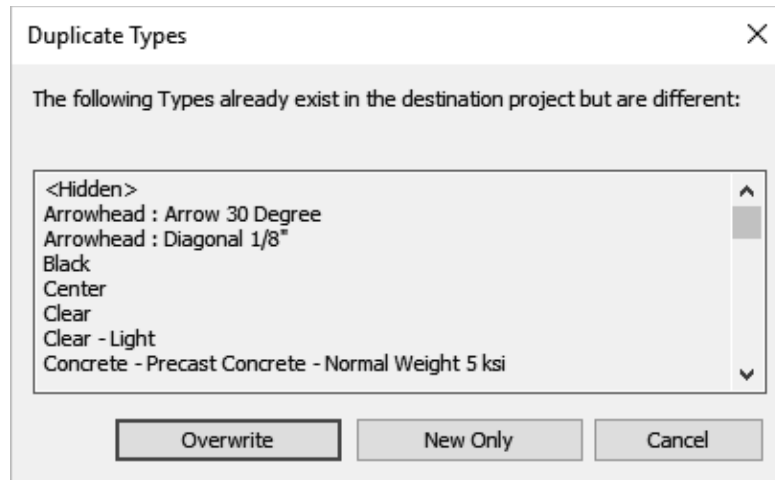 Duplicate Types
The following Types already exist in the destination project but are different:
<Hidden>
Arrowhead : Arrow 30 Degree
Arrowhead : Diagonal 1/8"
Black
Center
Clear
Clear - Light
Concrete - Precast Concrete - Normal Weight 5 ksi
Overwrite
New Only
Cancel